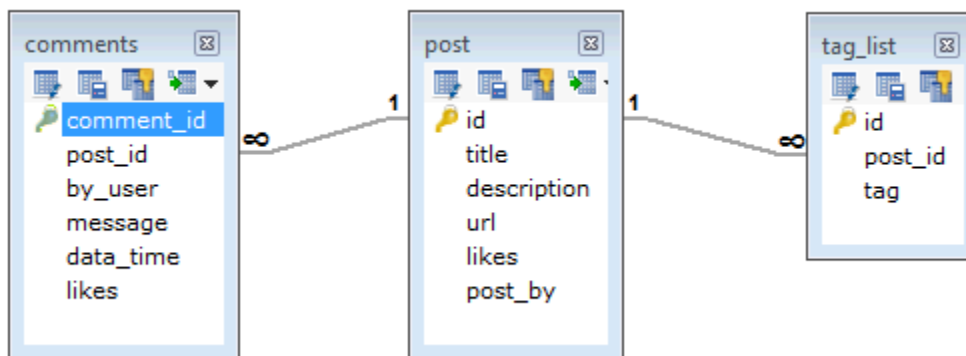 comments
comment_id
post_id
by_user
message
data_time
likes
∞
1
post
id
title
description
url
likes
post_by
1
∞
tag_list
id
post_id
tag